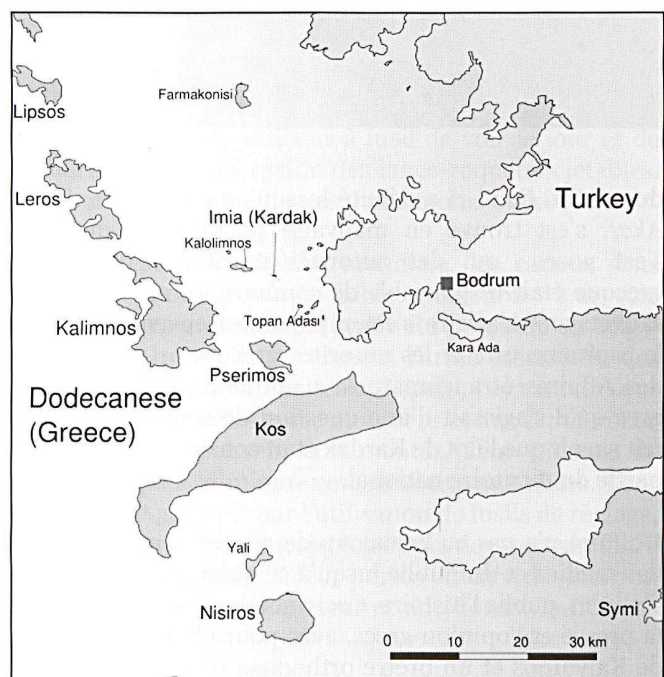 Farmakonisi
Lipsos
Leros
Turkey
Imia (Kardak)
Kalolimnos
Bodrum
Topan Adası
Kalimnos
Kara Ada
Pserimos
Dodecanese
(Greece)
Kos
Yali
Nisiros
Symi
0 10 20 30 km